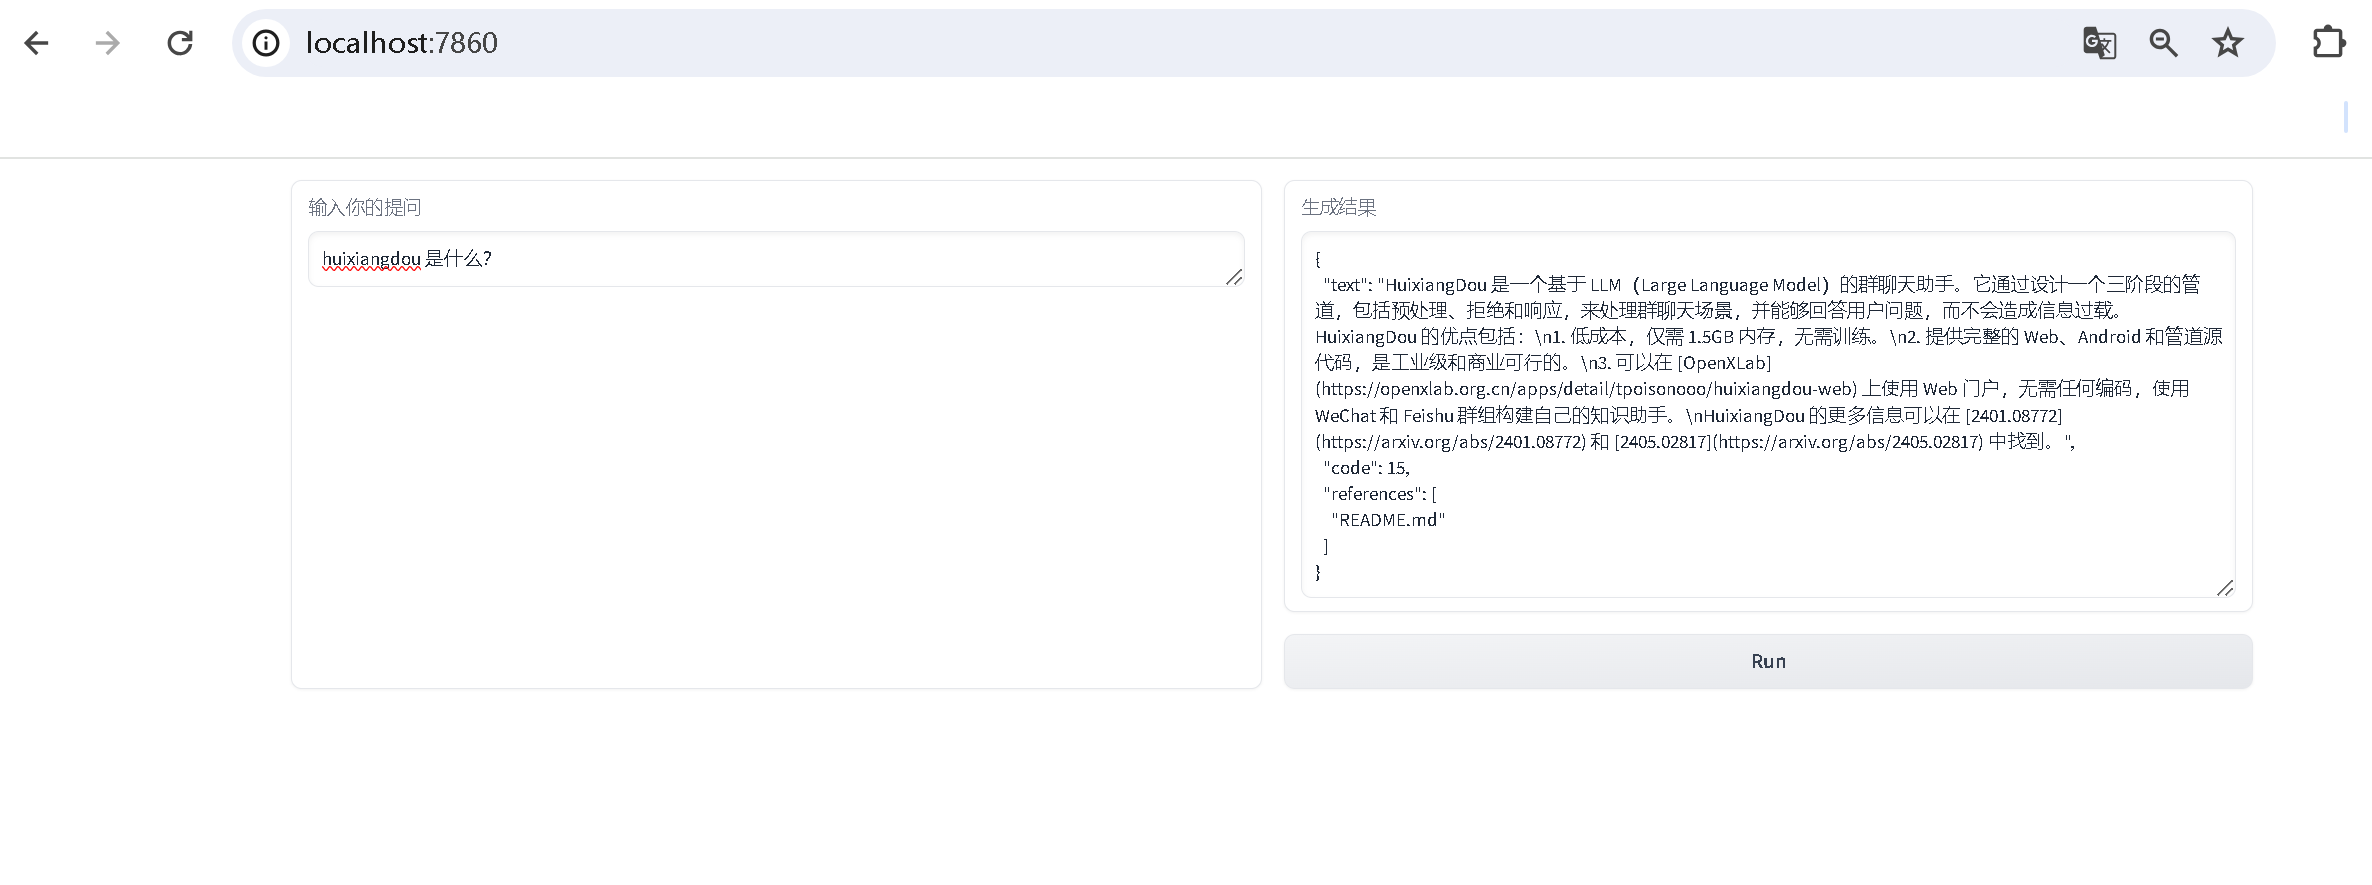 localhost:7860
输入你的提问
huixiangdou 是什么？
生成结果
{
"text": "HuixiangDou 是一个基于 LLM（Large Language Model）的群聊天助手。它通过设计一个三阶段的管
道，包括预处理、拒绝和响应，来处理群聊天场景，并能够回答用户问题，而不会造成信息过载。
HuixiangDou 的优点包括：\n1. 低成本，仅需 1.5GB 内存，无需训练。\n2. 提供完整的 Web、Android 和管道源
代码，是工业级和商业可行的。\n3. 可以在 [OpenXLab]
(https://openxlab.org.cn/apps/detail/tpoisonooo/huixiangdou-web) 上使用 Web 门户，无需任何编码，使用
WeChat 和 Feishu 群组构建自己的知识助手。\nHuixiangDou 的更多信息可以在 [2401.08772]
(https://arxiv.org/abs/2401.08772) 和 [2405.02817](https://arxiv.org/abs/2405.02817) 中找到。",
"code": 15,
"references": [
"README.md"
]
}
Run